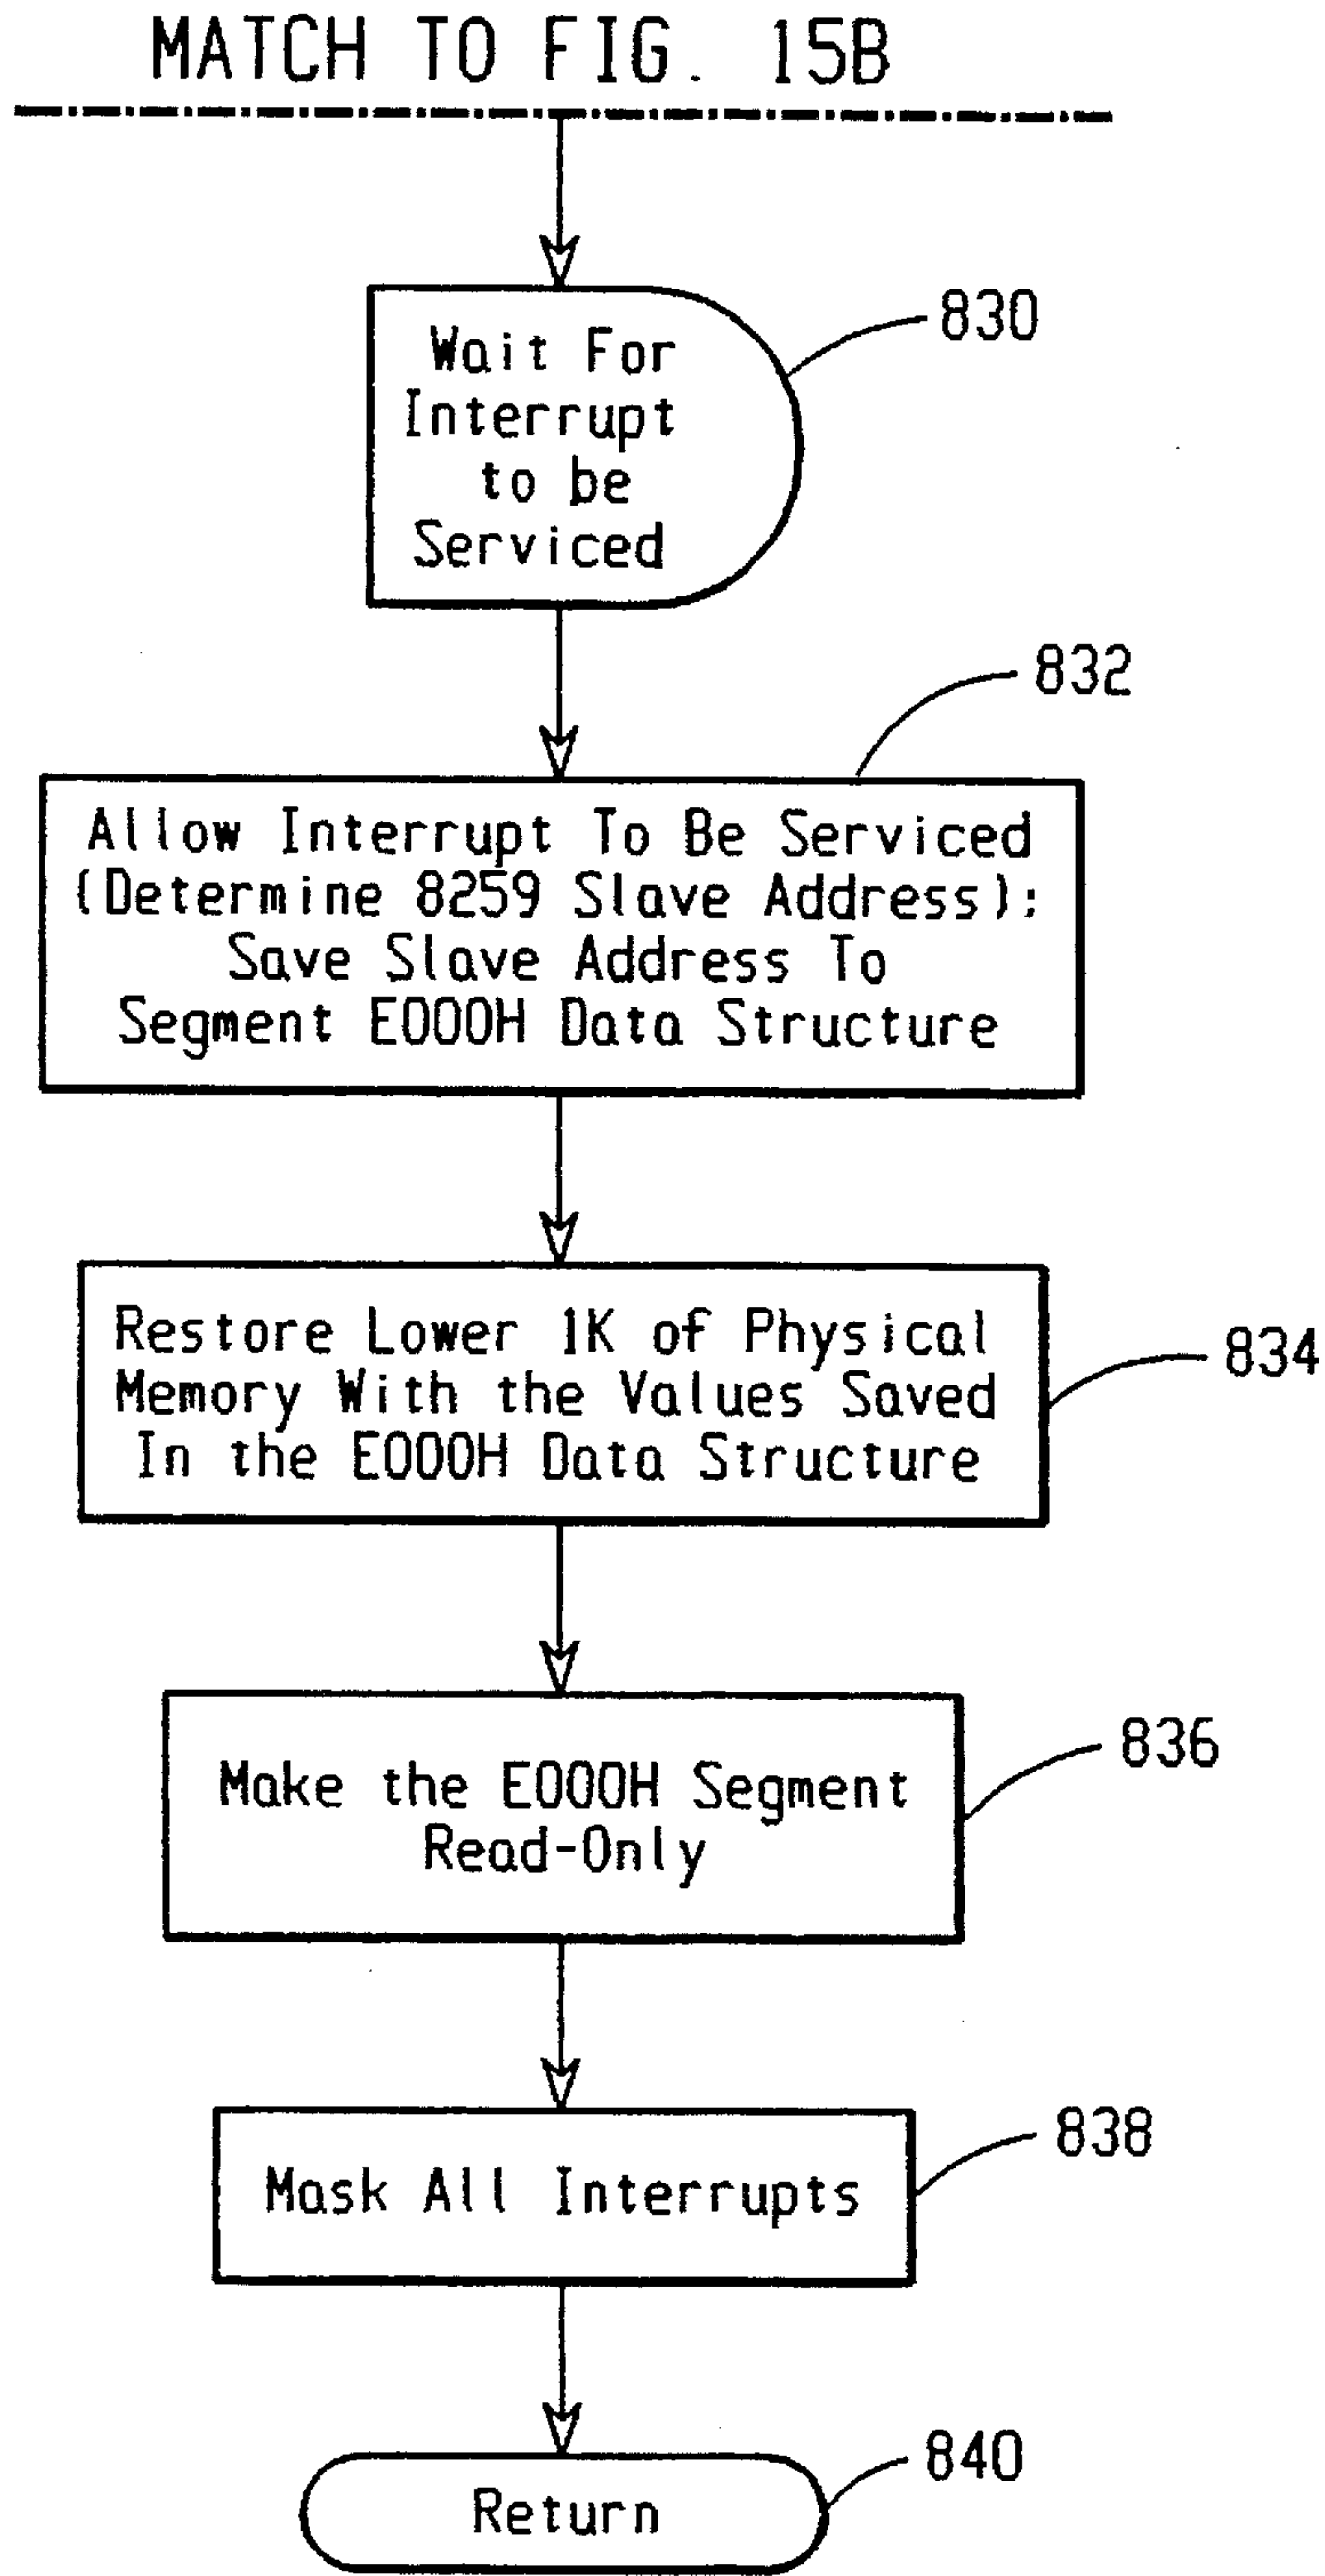 MATCH TO FIG. 15B
830
Wait For
Interrupt
to be
Serviced
832
Allow Interrupt To Be Serviced
(Determine 8259 Slave Address);
Save Slave Address To
Segment E000H Data Structure
834
Restore Lower 1K of Physical
Memory With the Values Saved
In the E000H Data Structure
836
Make the E000H Segment
Read-Only
838
Mask All Interrupts
840
Return